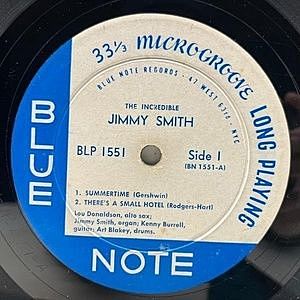 33⅓ MICROGROOVE LONG PLAYING
BLUE NOTE RECORDS · 47 WEST 63rd · NYC
THE INCREDIBLE
JIMMY SMITH
BLP 1551
Side 1
(BN 1551-A)
1. SUMMERTIME (Gershwin)
2. THERE'S A SMALL HOTEL (Rodgers-Hart)
Lou Donaldson, alto sax;
Jimmy Smith, organ; Kenny Burrell,
guitar; Art Blakey, drums.
BLUE
NOTE